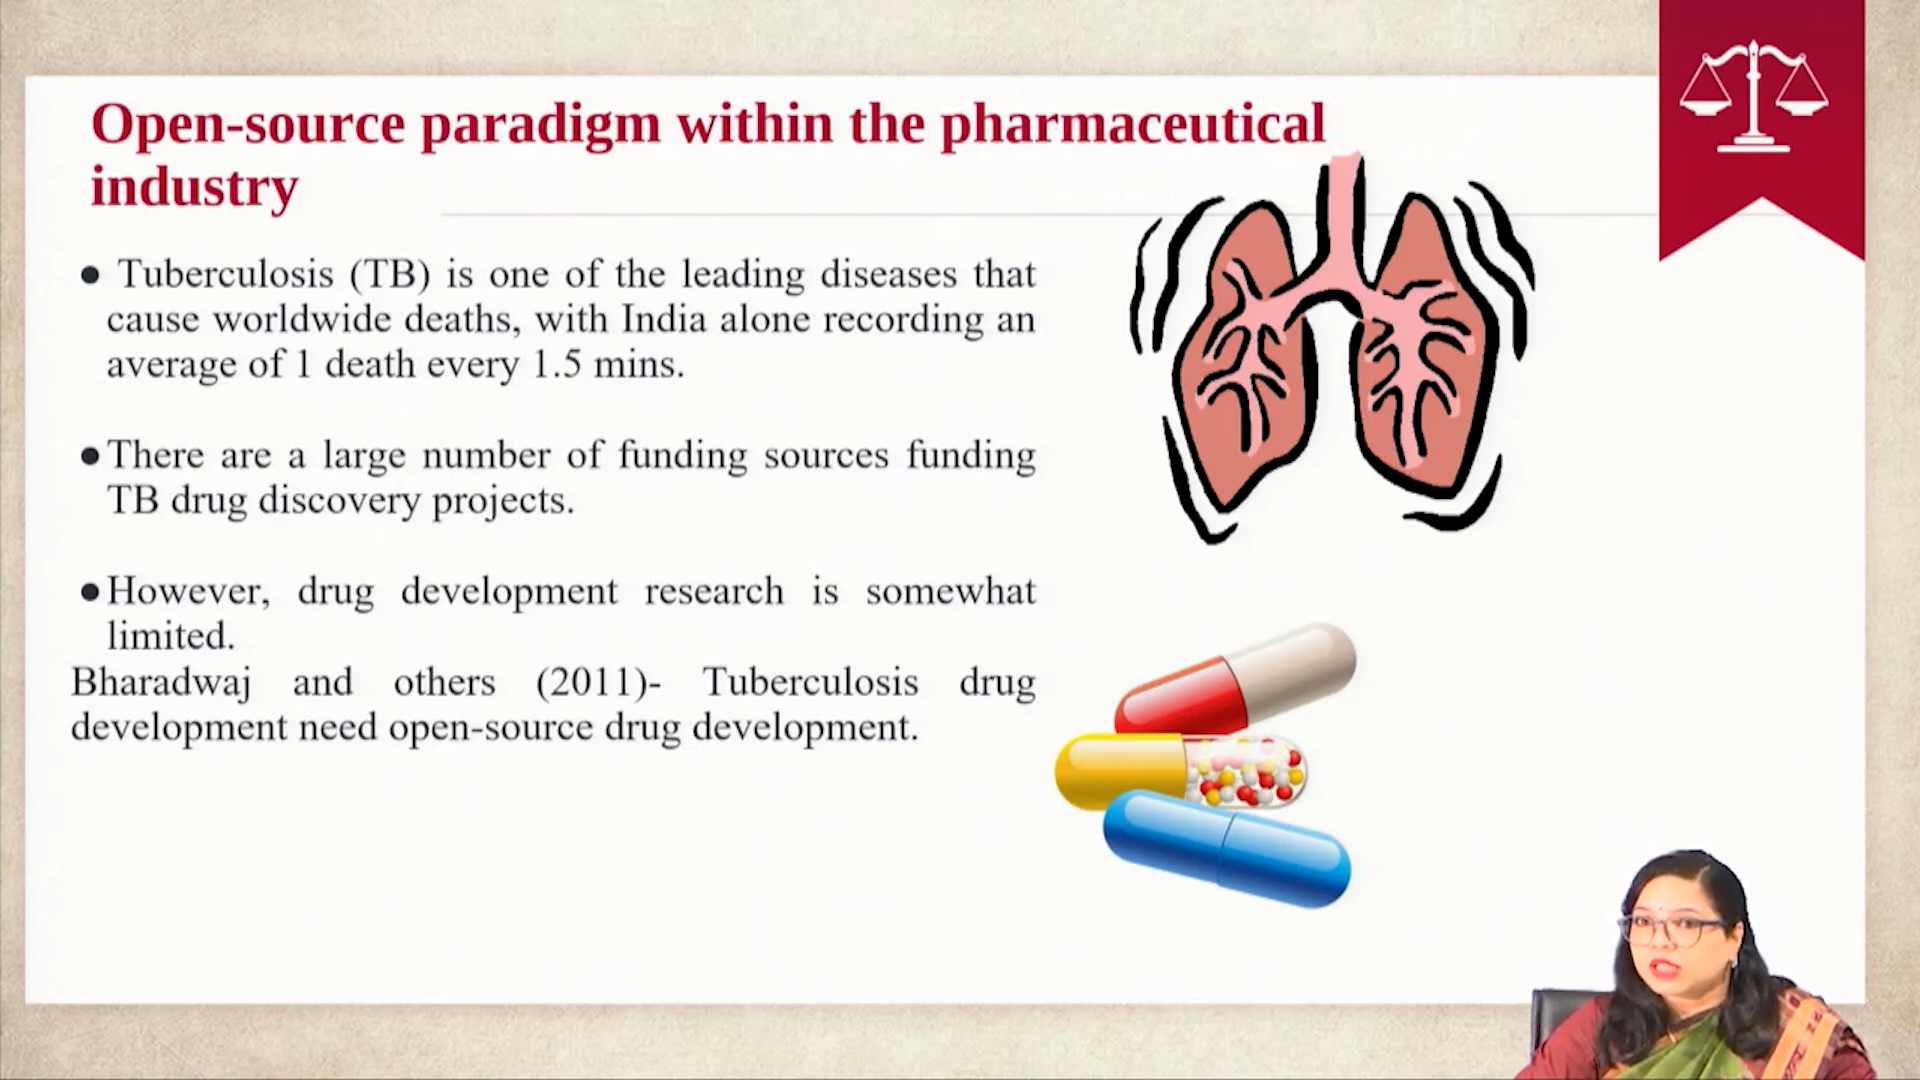 Open-source paradigm within the pharmaceutical
industry
● Tuberculosis (TB) is one of the leading diseases that
cause worldwide deaths, with India alone recording an
average of 1 death every 1.5 mins.
●There are a large number of funding sources funding
TB drug discovery projects.
●However, drug development research is somewhat
limited.
Bharadwaj and others (2011)- Tuberculosis drug
development need open-source drug development.